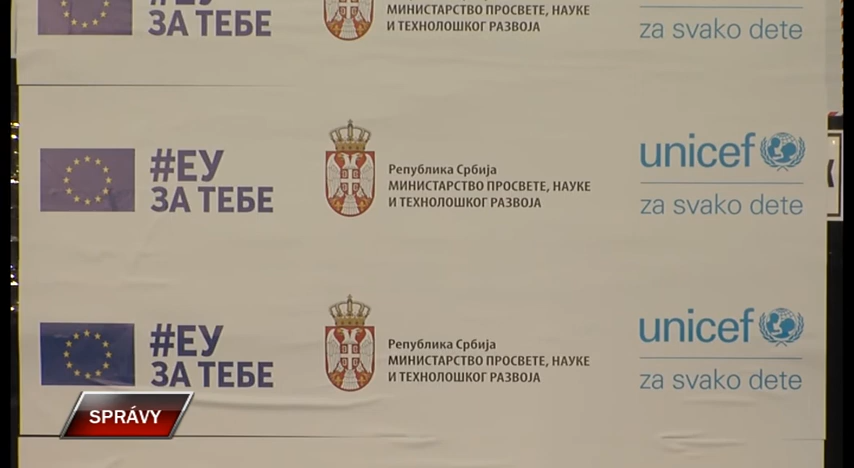 #ЕУ
ЗА ТЕБЕ
МИНИСТАРСТВО ПРОСВЕТЕ, НАУКЕ
И ТЕХНОЛОШКОГ РАЗВОЈА
za svako dete
#ЕУ
ЗА ТЕБЕ
Република Србија
МИНИСТАРСТВО ПРОСВЕТЕ, НАУКЕ
И ТЕХНОЛОШКОГ РАЗВОЈА
unicef
za svako dete
#ЕУ
ЗА ТЕБЕ
Република Србија
МИНИСТАРСТВО ПРОСВЕТЕ, НАУКЕ
И ТЕХНОЛОШКОГ РАЗВОЈА
unicef
za svako dete
SPRÁVY